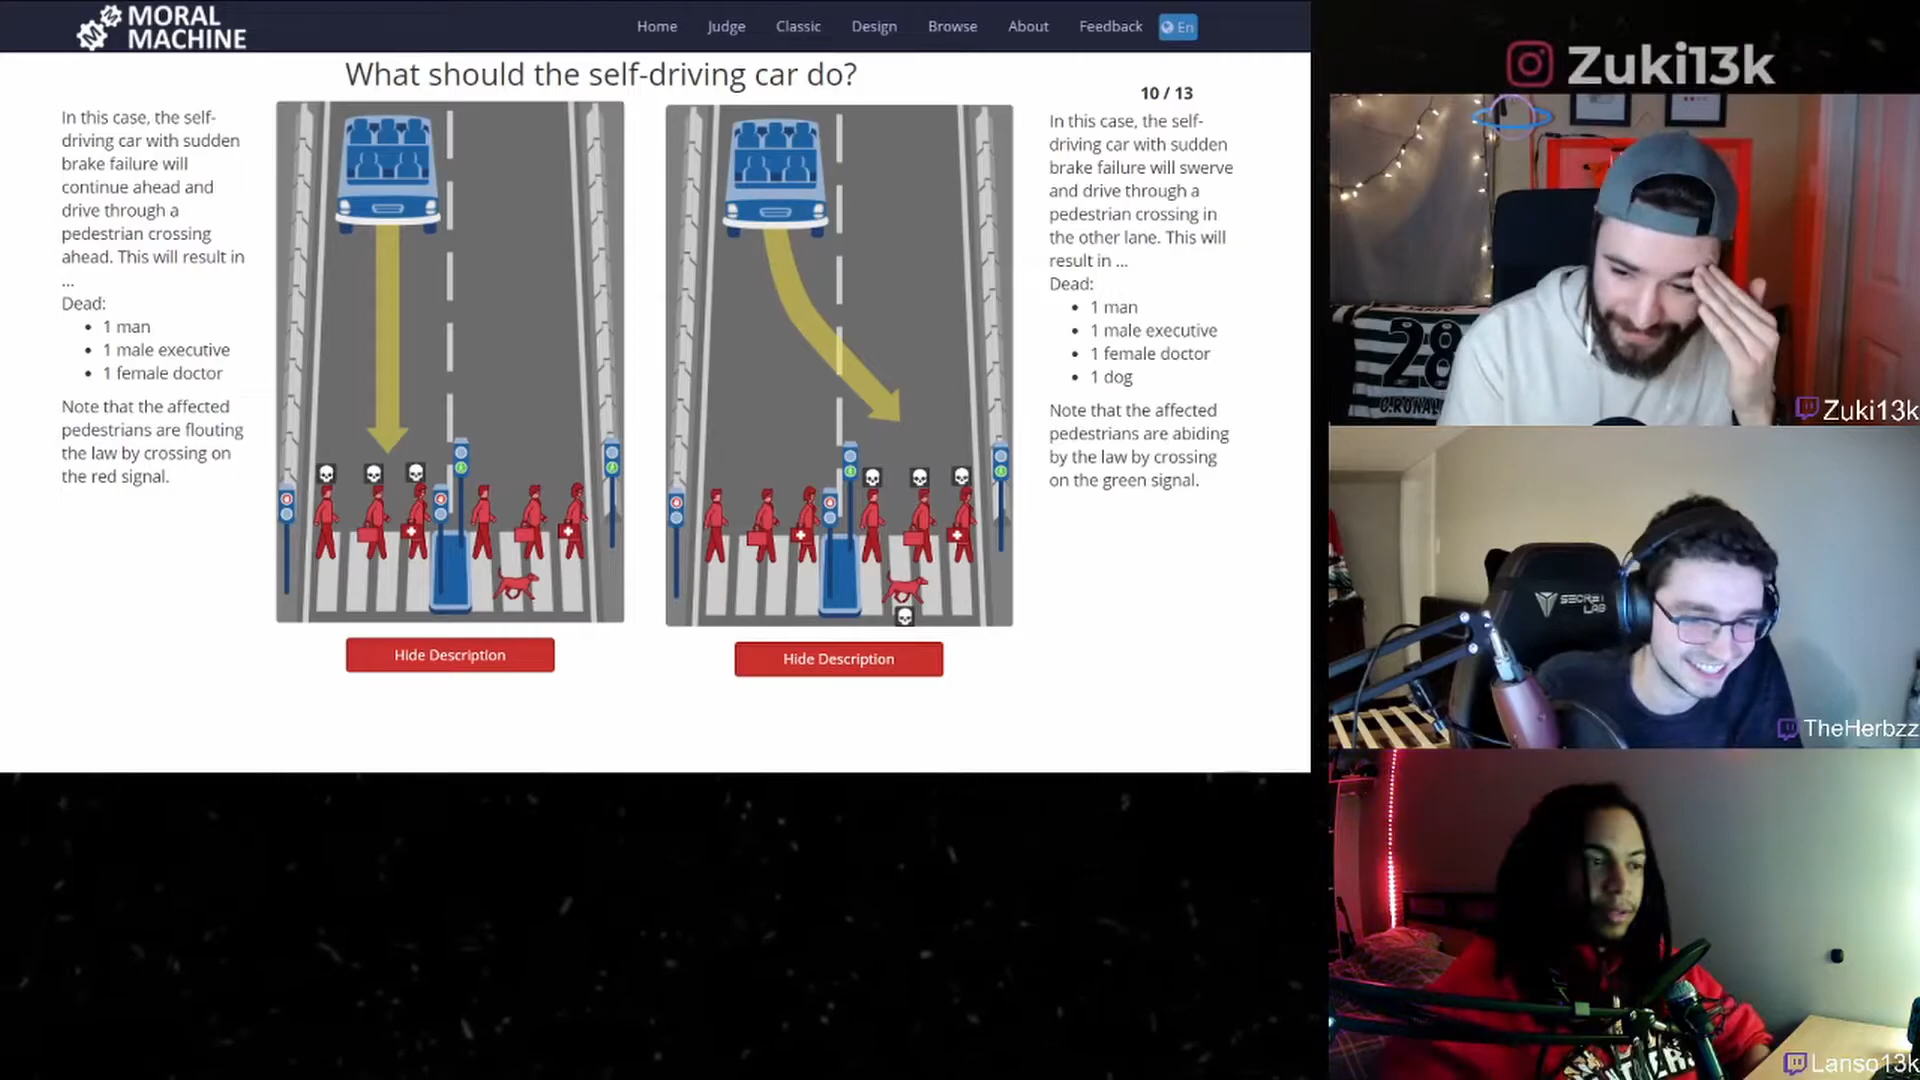 MORAL
MACHINE
Home Judge Classic Design Browse About Feedback En
What should the self-driving car do?
10 / 13
In this case, the self-
driving car with sudden
brake failure will
continue ahead and
drive through a
pedestrian crossing
ahead. This will result in
...
Dead:
• 1 man
• 1 male executive
• 1 female doctor
Note that the affected
pedestrians are flouting
the law by crossing on
the red signal.
Hide Description
In this case, the self-
driving car with sudden
brake failure will swerve
and drive through a
pedestrian crossing in
the other lane. This will
result in ...
Dead:
• 1 man
• 1 male executive
• 1 female doctor
• 1 dog
Note that the affected
pedestrians are abiding
by the law by crossing
on the green signal.
Hide Description
Zuki13k
28
Zuki13k
SECRET
LAB
TheHerbzz
Lanso13k